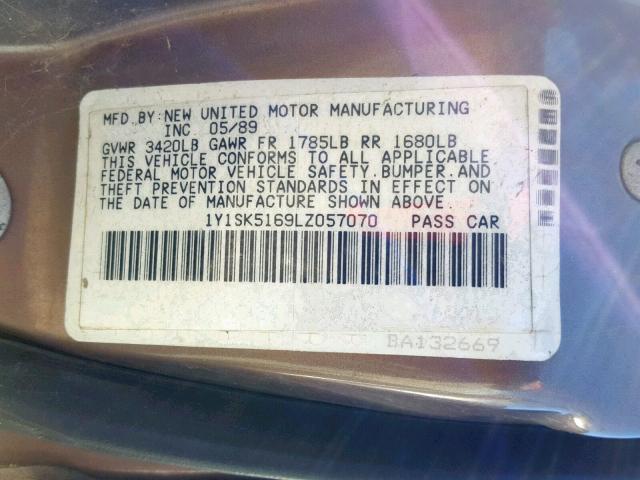 MFD.BY:NEW UNITED MOTOR MANUFACTURING
INC. 05/89
GVWR 3420LB GAWR FR 1785LB RR 1680LB
THIS VEHICLE CONFORMS TO ALL APPLICABLE
FEDERAL MOTOR VEHICLE SAFETY.BUMPER.AND
THEFT PREVENTION STANDARDS IN EFFECT ON
THE DATE OF MANUFACTURE SHOWN ABOVE.
1Y1SK5169LZ057070 PASS CAR
BA132669